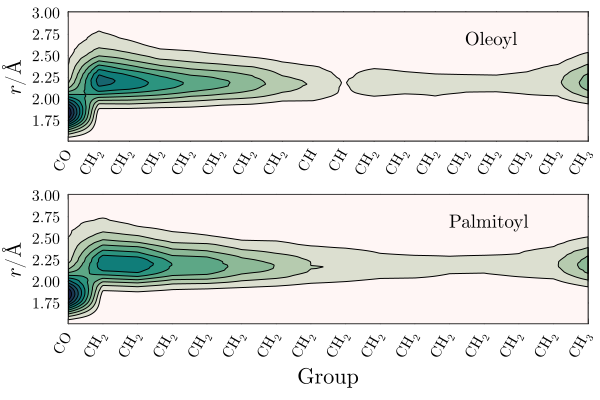 3.00
2.75
2.50
2.25
2.00
1.75
r/Å
Oleoyl
CO CH₂ CH₂ CH₂ CH₂ CH₂ CH₂ CH₂ CH CH CH₂ CH₂ CH₂ CH₂ CH₂ CH₂ CH₂ CH₃
3.00
2.75
2.50
2.25
2.00
1.75
r/Å
Palmitoyl
CO CH₂ CH₂ CH₂ CH₂ CH₂ CH₂ CH₂ CH₂ CH₂ CH₂ CH₂ CH₂ CH₂ CH₂ CH₃
Group